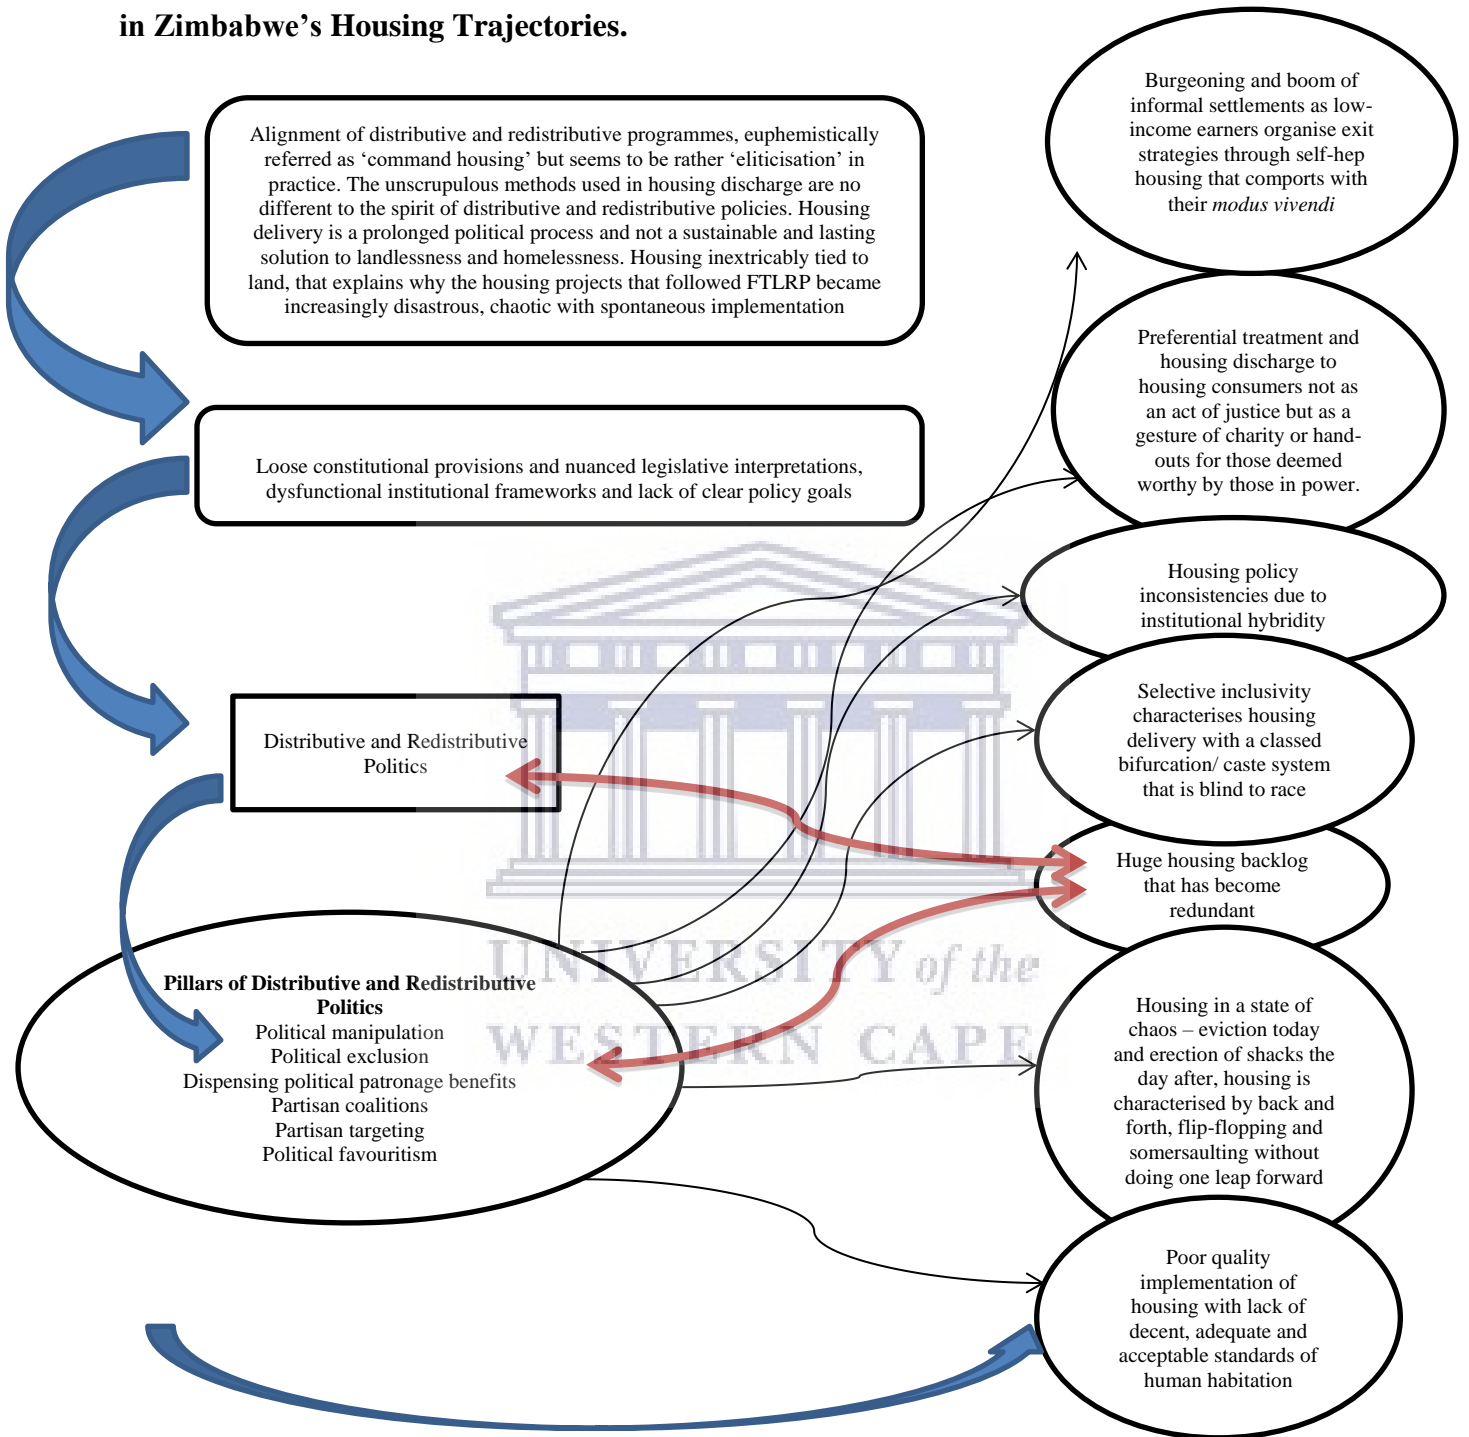 in Zimbabwe’s Housing Trajectories.
Alignment of distributive and redistributive programmes, euphemistically
referred as ‘command housing’ but seems to be rather ‘eliticisation’ in
practice. The unscrupulous methods used in housing discharge are no
different to the spirit of distributive and redistributive policies. Housing
delivery is a prolonged political process and not a sustainable and lasting
solution to landlessness and homelessness. Housing inextricably tied to
land, that explains why the housing projects that followed FTLRP became
increasingly disastrous, chaotic with spontaneous implementation
Loose constitutional provisions and nuanced legislative interpretations,
dysfunctional institutional frameworks and lack of clear policy goals
Distributive and Redistributive
Politics
Pillars of Distributive and Redistributive
Politics
Political manipulation
Political exclusion
Dispensing political patronage benefits
Partisan coalitions
Partisan targeting
Political favouritism
Burgeoning and boom of
informal settlements as low-
income earners organise exit
strategies through self-hep
housing that comports with
their modus vivendi
Preferential treatment and
housing discharge to
housing consumers not as
an act of justice but as a
gesture of charity or hand-
outs for those deemed
worthy by those in power.
Housing policy
inconsistencies due to
institutional hybridity
Selective inclusivity
characterises housing
delivery with a classed
bifurcation/ caste system
that is blind to race
Huge housing backlog
that has become
redundant
Housing in a state of
chaos – eviction today
and erection of shacks the
day after, housing is
characterised by back and
forth, flip-flopping and
somersaulting without
doing one leap forward
Poor quality
implementation of
housing with lack of
decent, adequate and
acceptable standards of
human habitation
UNIVERSITY of the
WESTERN CAPE